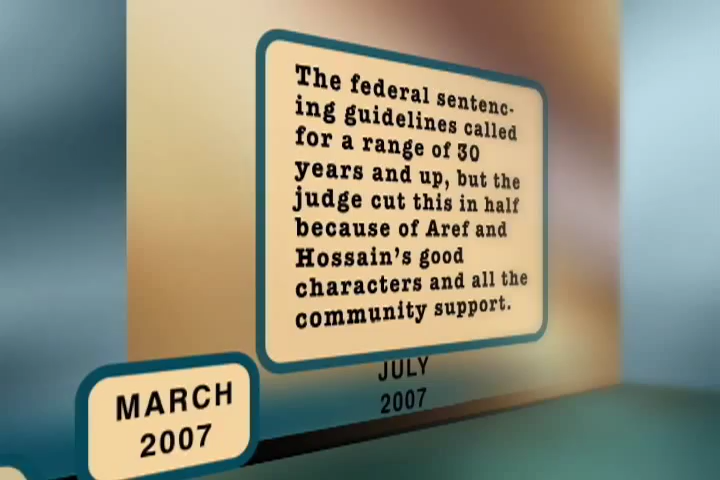 The federal sentenc-
ing guidelines called
for a range of 30
years and up, but the
judge cut this in half
because of Aref and
Hossain's good
characters and all the
community support.
MARCH
2007
JULY
2007